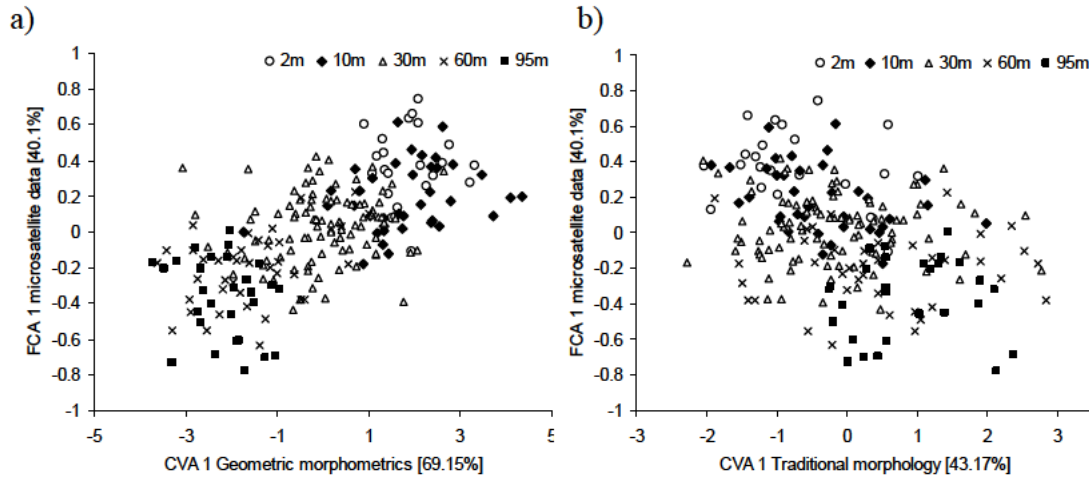 a)
2m 10m 30m 60m 95m
FCA 1 microsatellite data [40.1%]
1
0.8
0.6
0.4
0.2
0
-0.2
-0.4
-0.6
-0.8
-1
-5 -3 -1 1 3 5
CVA 1 Geometric morphometrics [69.15%]
b)
2m 10m 30m 60m 95m
FCA 1 microsatellite data [40.1%]
1
0.8
0.6
0.4
0.2
0
-0.2
-0.4
-0.6
-0.8
-1
-3 -2 -1 0 1 2 3
CVA 1 Traditional morphology [43.17%]